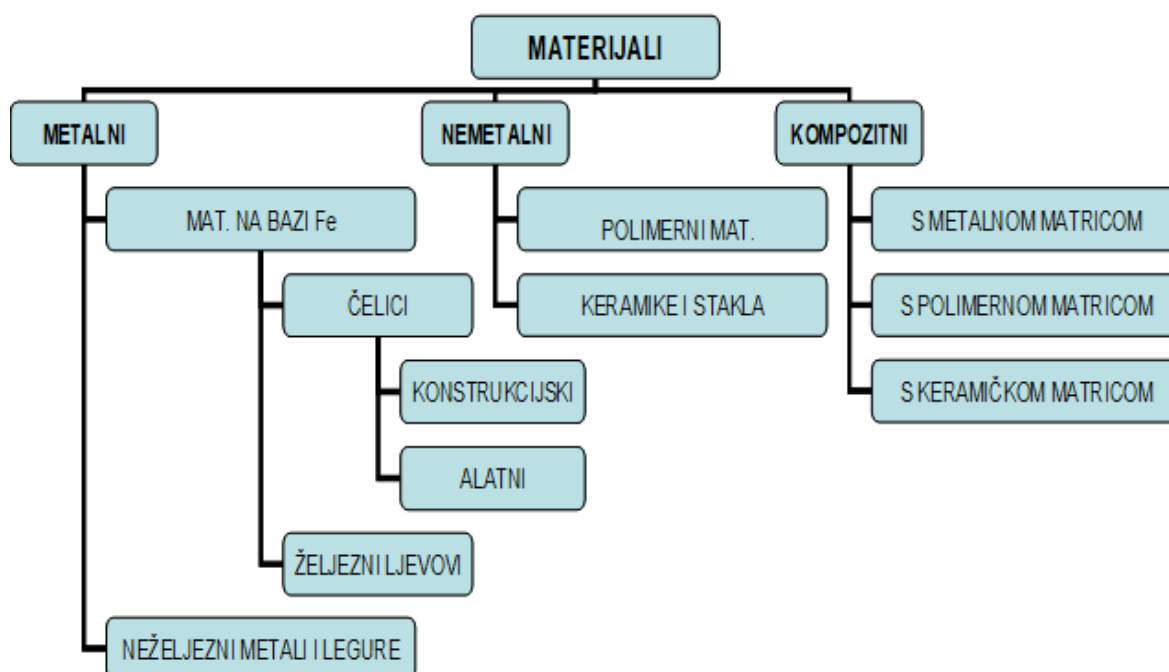 MATERIJALI
METALNI
NEMETALNI
KOMPOZITNI
MAT. NA BAZI Fe
POLIMERNI MAT.
S METALNOM MATRICOM
ČELICI
KERAMIKE I STAKLA
S POLIMERNOM MATRICOM
KONSTRUKCIJSKI
S KERAMIČKOM MATRICOM
ALATNI
ŽELJEZNI LJEVOVI
NEŽELJEZNI METALI I LEGURE